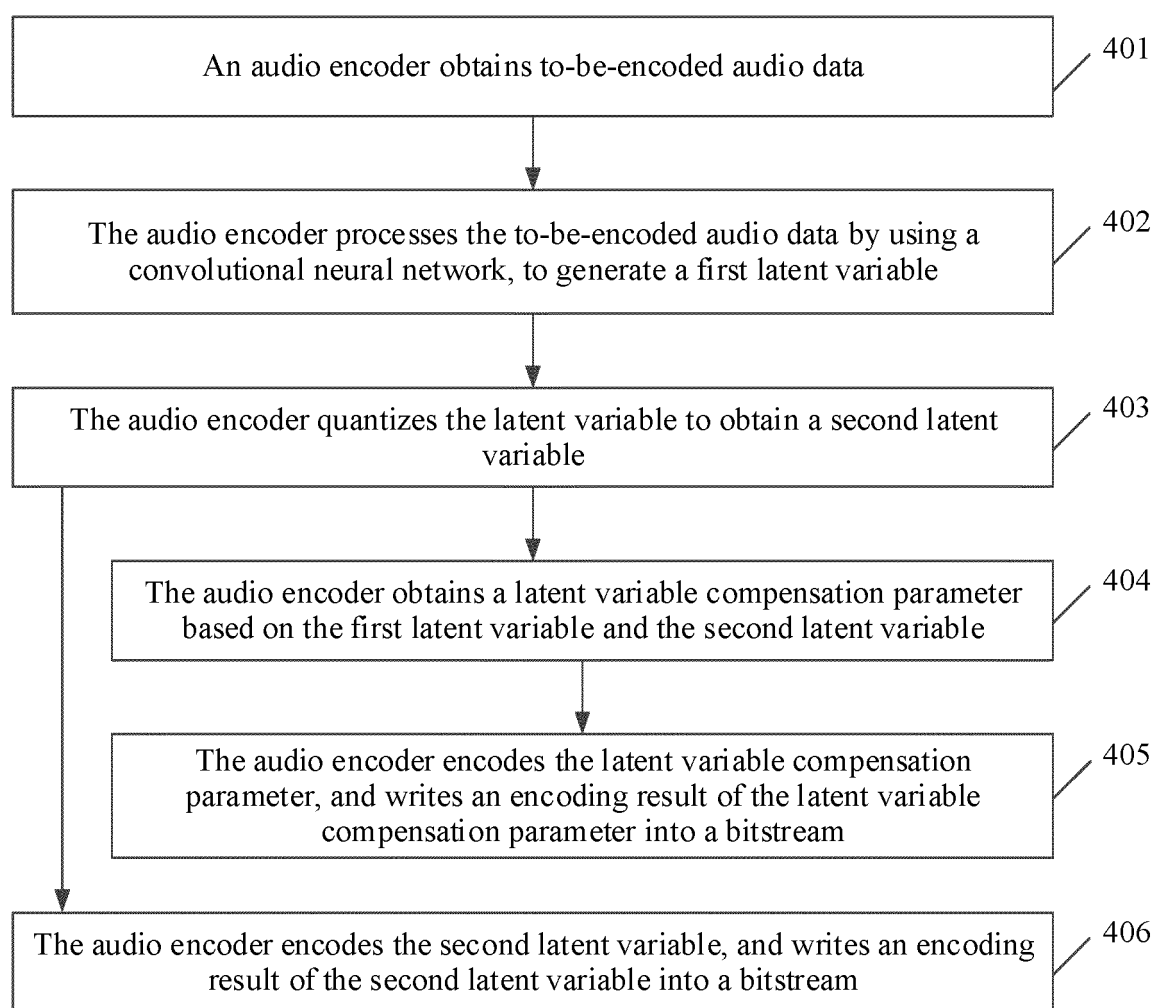 An audio encoder obtains to-be-encoded audio data
401
The audio encoder processes the to-be-encoded audio data by using a
convolutional neural network, to generate a first latent variable
402
The audio encoder quantizes the latent variable to obtain a second latent
variable
403
The audio encoder obtains a latent variable compensation parameter
based on the first latent variable and the second latent variable
404
The audio encoder encodes the latent variable compensation
parameter, and writes an encoding result of the latent variable
compensation parameter into a bitstream
405
The audio encoder encodes the second latent variable, and writes an encoding
result of the second latent variable into a bitstream
406